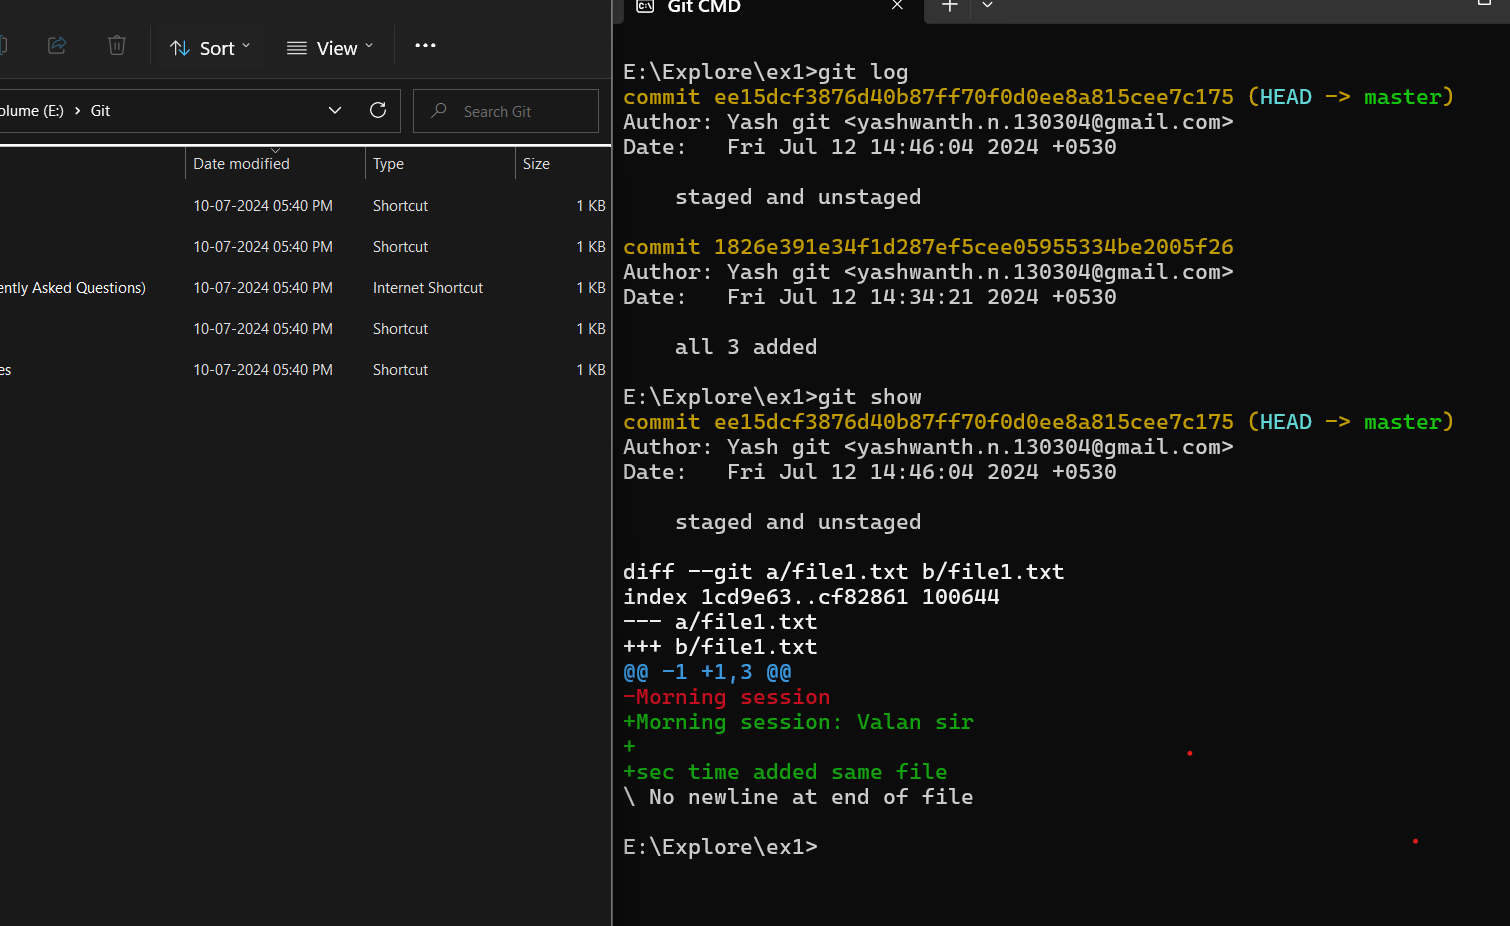 Sort
View
olume (E:) > Git
Search Git
Date modified Type Size
10-07-2024 05:40 PM Shortcut 1 KB
10-07-2024 05:40 PM Shortcut 1 KB
ently Asked Questions) 10-07-2024 05:40 PM Internet Shortcut 1 KB
10-07-2024 05:40 PM Shortcut 1 KB
es 10-07-2024 05:40 PM Shortcut 1 KB
Git CMD
E:\Explore\ex1>git log
commit ee15dcf3876d40b87ff70f0d0ee8a815cee7c175 (HEAD -> master)
Author: Yash git <yashwanth.n.130304@gmail.com>
Date:   Fri Jul 12 14:46:04 2024 +0530
staged and unstaged
commit 1826e391e34f1d287ef5cee05955334be2005f26
Author: Yash git <yashwanth.n.130304@gmail.com>
Date:   Fri Jul 12 14:34:21 2024 +0530
all 3 added
E:\Explore\ex1>git show
commit ee15dcf3876d40b87ff70f0d0ee8a815cee7c175 (HEAD -> master)
Author: Yash git <yashwanth.n.130304@gmail.com>
Date:   Fri Jul 12 14:46:04 2024 +0530
staged and unstaged
diff --git a/file1.txt b/file1.txt
index 1cd9e63..cf82861 100644
--- a/file1.txt
+++ b/file1.txt
@@ -1 +1,3 @@
-Morning session
+Morning session: Valan sir
+
+sec time added same file
\ No newline at end of file
E:\Explore\ex1>